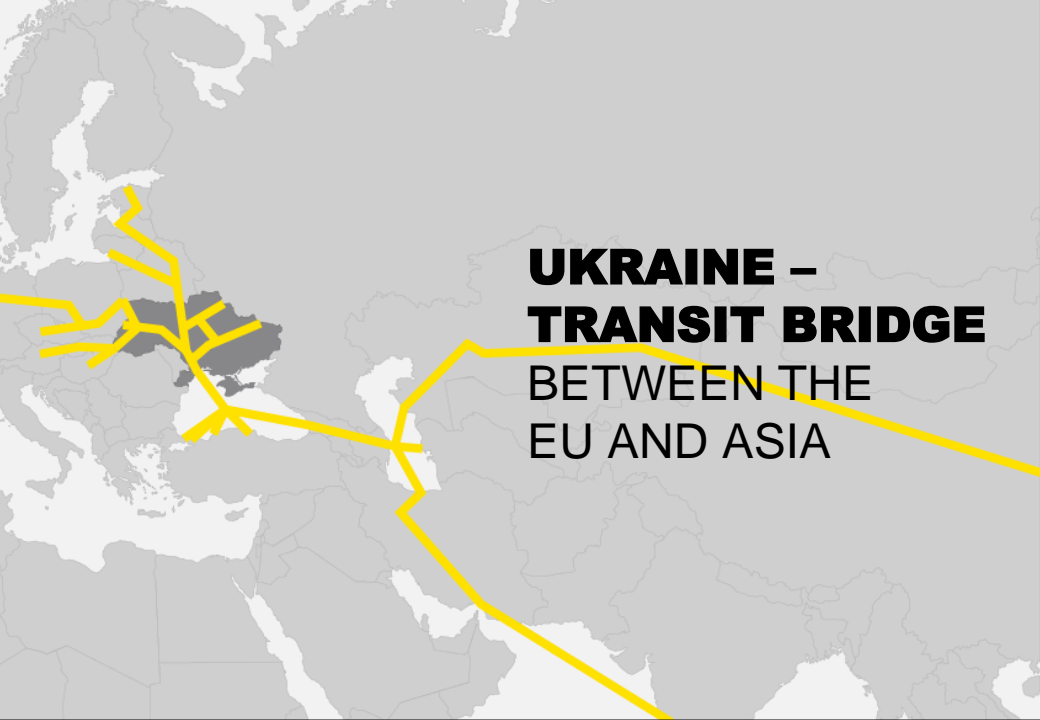 UKRAINE –
TRANSIT BRIDGE
BETWEEN THE
EU AND ASIA